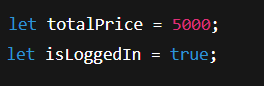 let totalPrice = 5000;
let isLoggedIn = true;